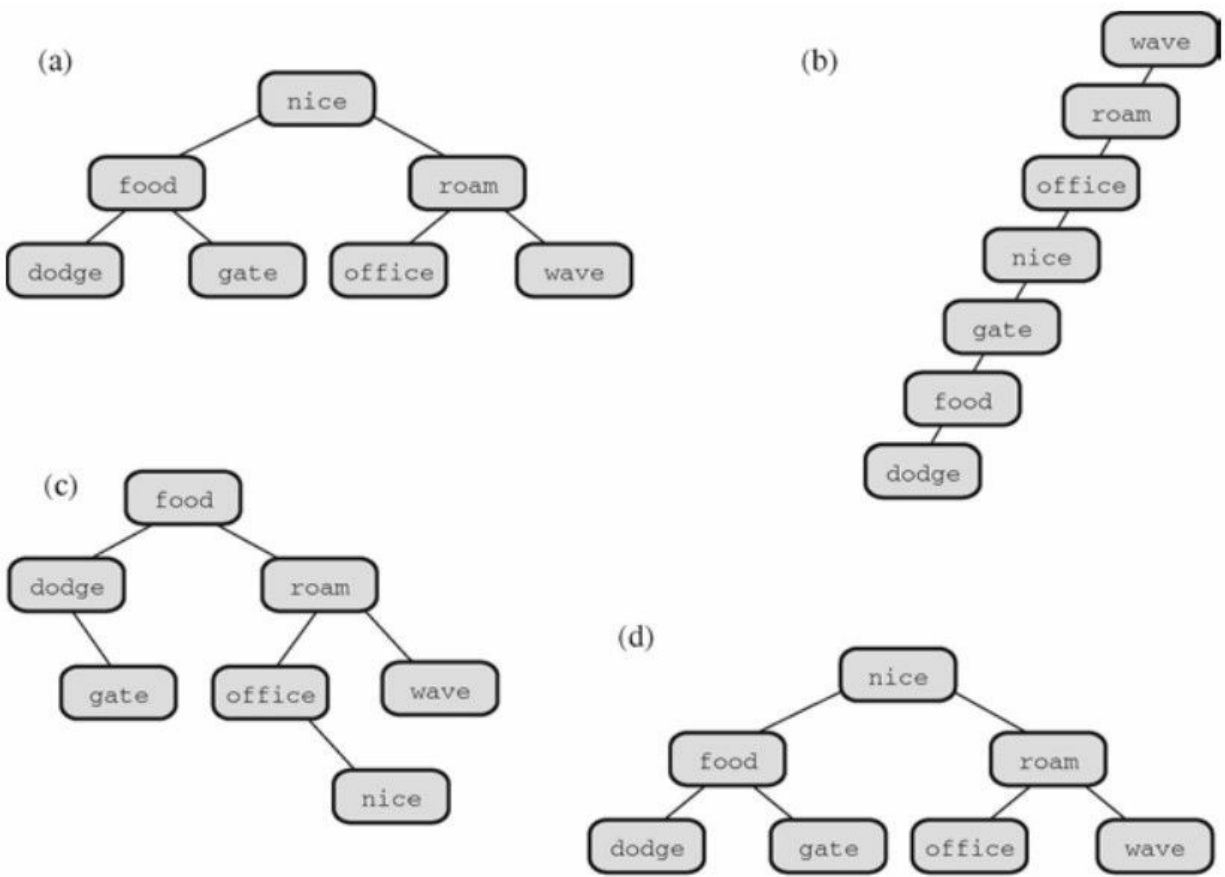 (a)
nice
food roam
dodge gate office wave
(b)
wave
roam
office
nice
gate
food
dodge
(c)
food
dodge roam
gate office wave
nice
(d)
nice
food roam
dodge gate office wave